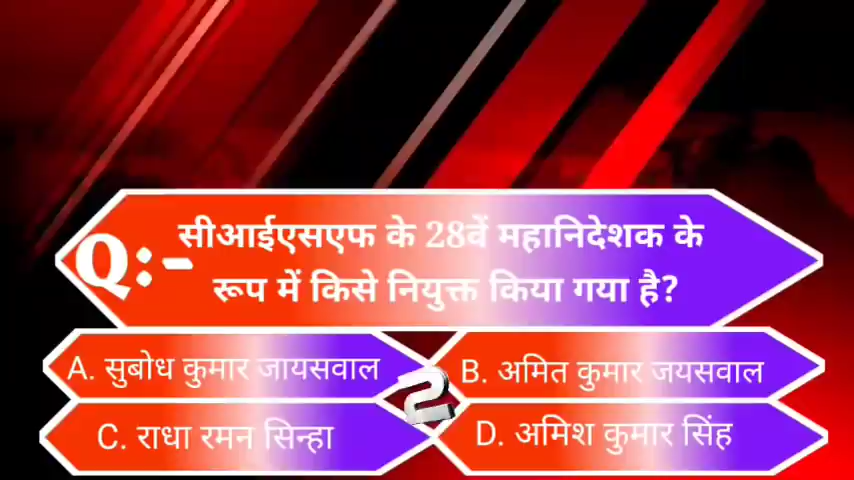 Q:-
सीआईएसएफ के 28वें महानिदेशक के
रूप में किसे नियुक्त किया गया है?
A. सुबोध कुमार जायसवाल
B. अमित कुमार जयसवाल
2
C. राधा रमन सिन्हा
D. अमिश कुमार सिंह